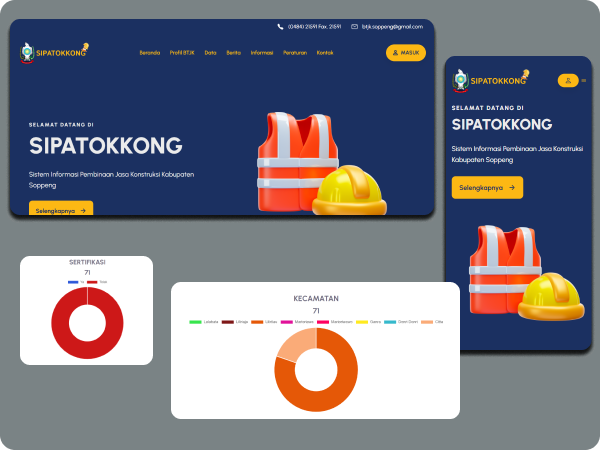 (0484) 21591 Fax. 21591 btjk.soppeng@gmail.com
SIPATOKKONG
Beranda Profil BTJK Data Berita Informasi Peraturan Kontak MASUK
SELAMAT DATANG DI
SIPATOKKONG
Sistem Informasi Pembinaan Jasa Konstruksi Kabupaten
Soppeng
Selengkapnya →
SIPATOKKONG
SELAMAT DATANG DI
SIPATOKKONG
Sistem Informasi Pembinaan Jasa Konstruksi
Kabupaten Soppeng
Selengkapnya →
SERTIFIKASI
71
KECAMATAN
71
Lalabata Liliriaja Lilirilau Marioriawa Marioriwawo Ganra Donri Donri Citta